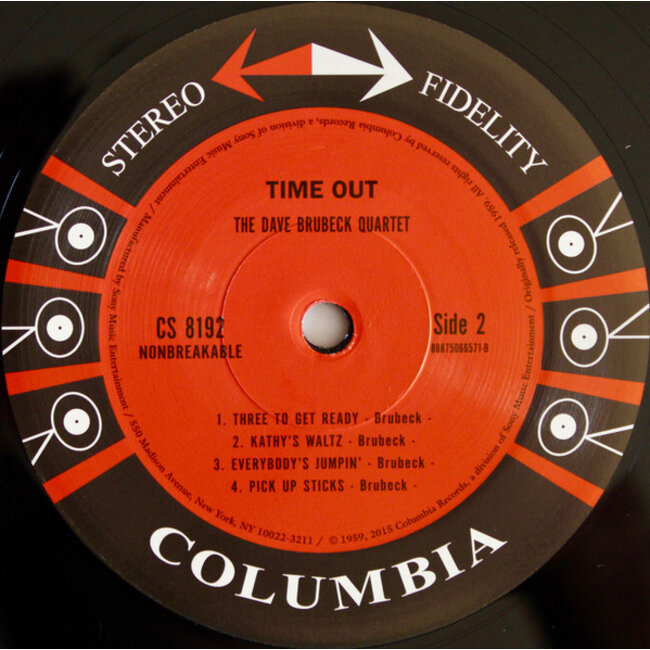 STEREO FIDELITY
TIME OUT
THE DAVE BRUBECK QUARTET
CS 8192
NONBREAKABLE
Side 2
88875066571-B
1. THREE TO GET READY - Brubeck -
2. KATHY'S WALTZ - Brubeck -
3. EVERYBODY'S JUMPIN' - Brubeck -
4. PICK UP STICKS - Brubeck -
Manufactured by Sony Music Entertainment / 550 Madison Avenue, New York, NY 10022-3211 / © 1959, 2015 Columbia Records, a division of Sony Music Entertainment / Originally released 1959. All rights reserved by Columbia Records, a division of Sony Music Entertainment /
COLUMBIA